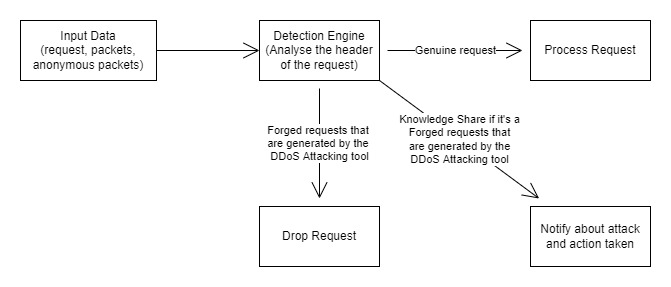 Input Data
(request, packets,
anonymous packets)
Detection Engine
(Analyse the header
of the request)
Genuine request
Process Request
Forged requests that
are generated by the
DDoS Attacking tool
Knowledge Share if it's a
Forged requests that
are generated by the
DDoS Attacking tool
Drop Request
Notify about attack
and action taken